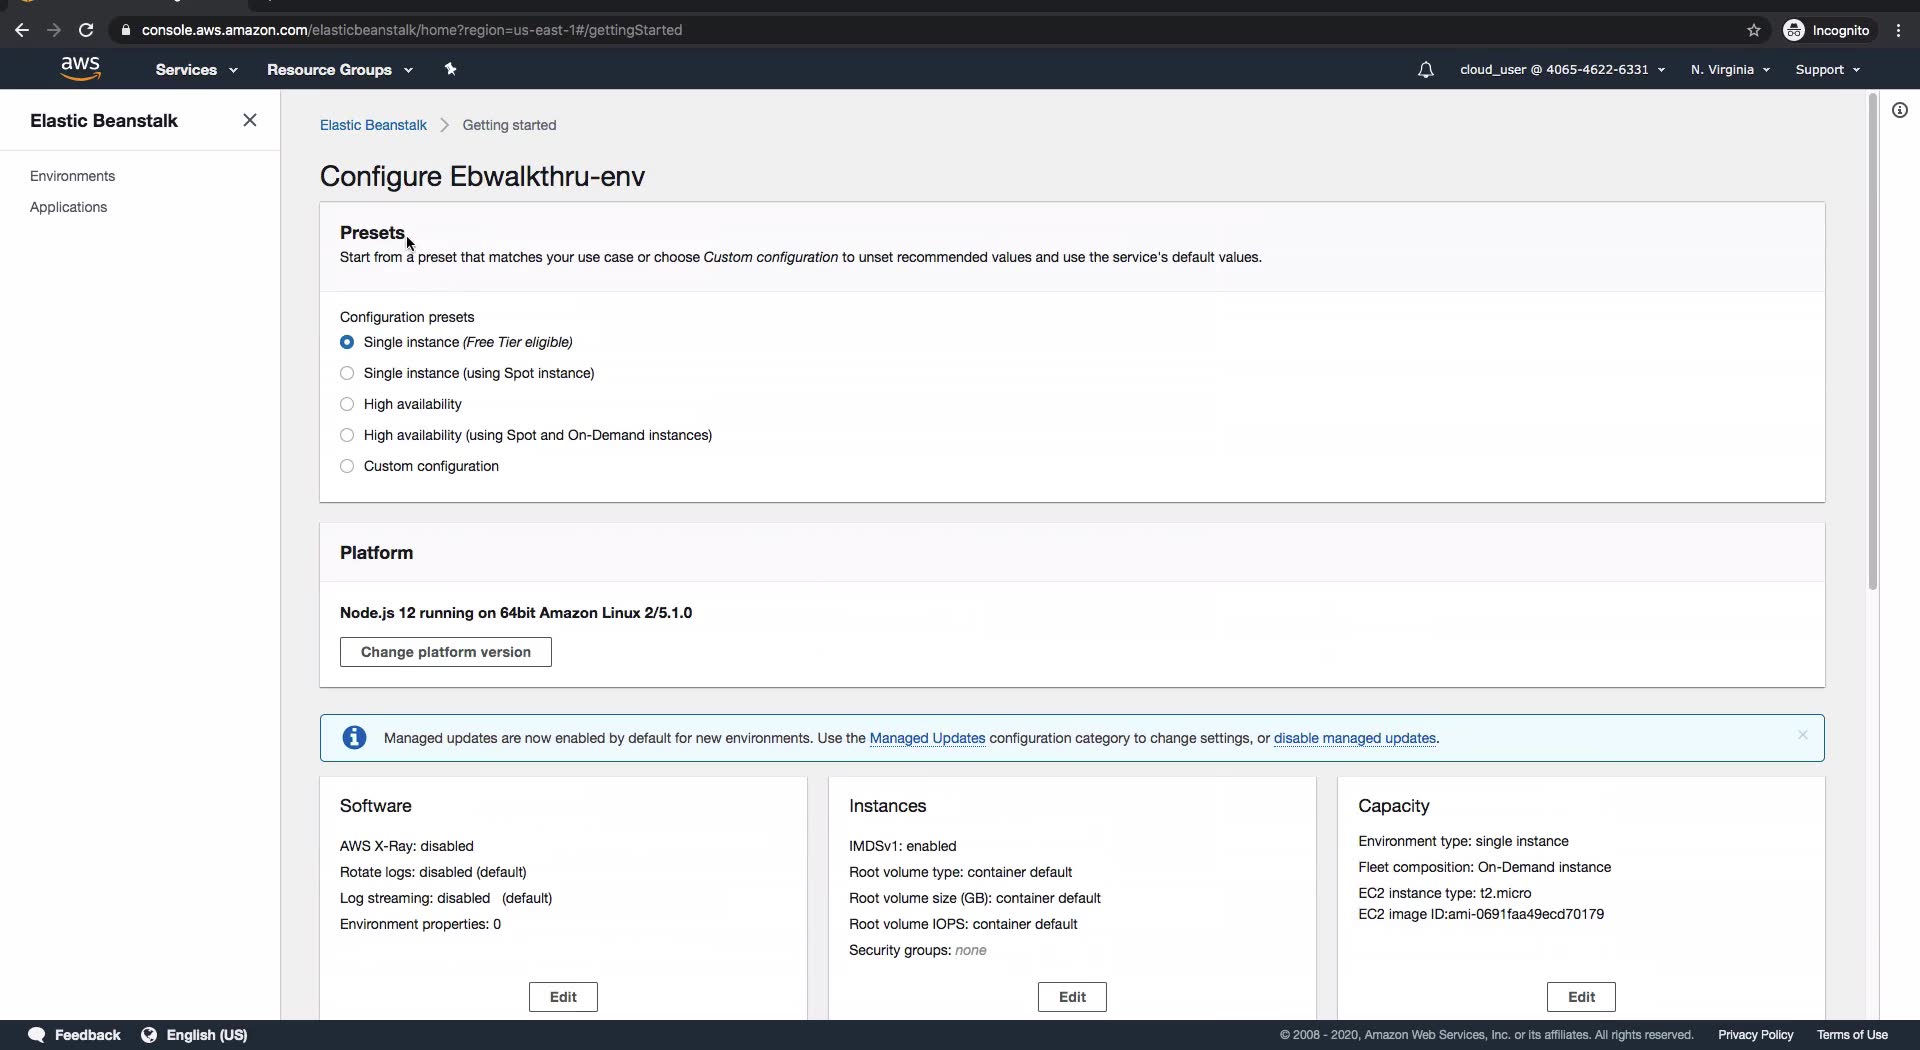 console.aws.amazon.com/elasticbeanstalk/home?region=us-east-1#/gettingStarted
Incognito
aws
Services
Resource Groups
cloud_user @ 4065-4622-6331
N. Virginia
Support
Elastic Beanstalk
Environments
Applications
Elastic Beanstalk > Getting started
Configure Ebwalkthru-env
Presets
Start from a preset that matches your use case or choose Custom configuration to unset recommended values and use the service's default values.
Configuration presets
Single instance (Free Tier eligible)
Single instance (using Spot instance)
High availability
High availability (using Spot and On-Demand instances)
Custom configuration
Platform
Node.js 12 running on 64bit Amazon Linux 2/5.1.0
Change platform version
Managed updates are now enabled by default for new environments. Use the Managed Updates configuration category to change settings, or disable managed updates.
Software
AWS X-Ray: disabled
Rotate logs: disabled (default)
Log streaming: disabled (default)
Environment properties: 0
Edit
Instances
IMDSv1: enabled
Root volume type: container default
Root volume size (GB): container default
Root volume IOPS: container default
Security groups: none
Edit
Capacity
Environment type: single instance
Fleet composition: On-Demand instance
EC2 instance type: t2.micro
EC2 image ID:ami-0691faa49ecd70179
Edit
Feedback
English (US)
© 2008 - 2020, Amazon Web Services, Inc. or its affiliates. All rights reserved.
Privacy Policy
Terms of Use